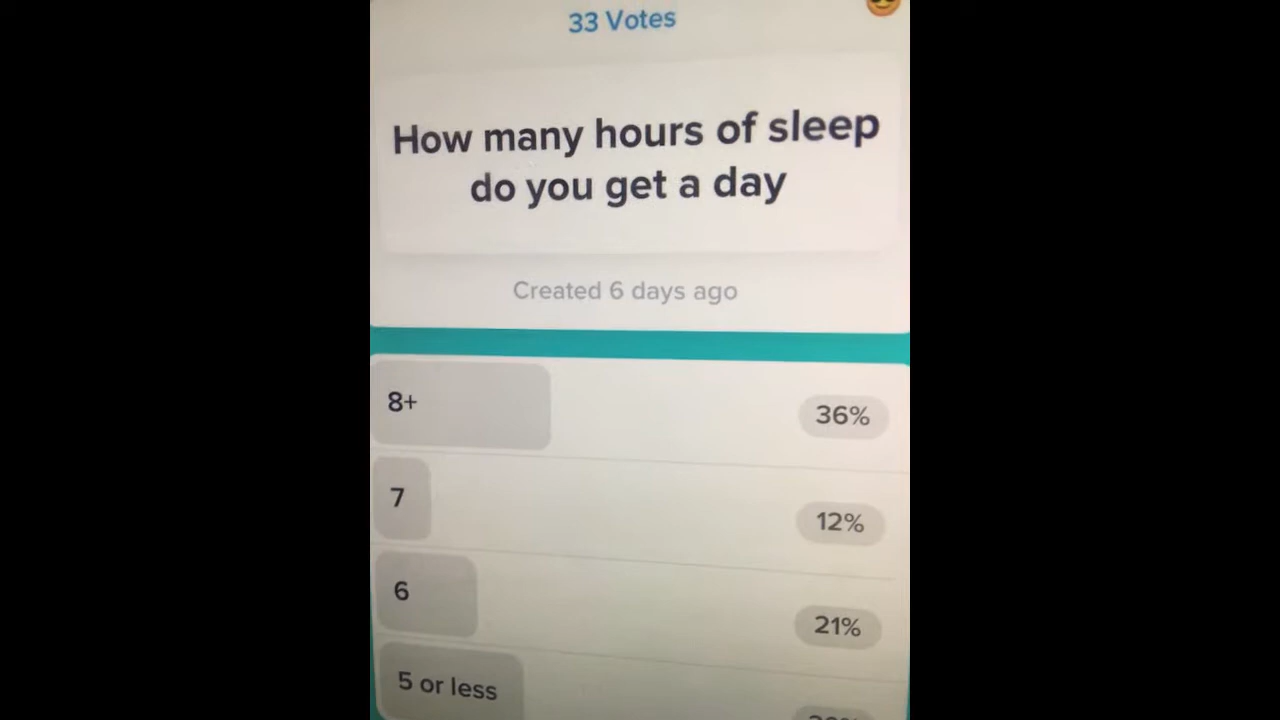 33 Votes
How many hours of sleep
do you get a day
Created 6 days ago
8+
36%
7
12%
6
21%
5 or less